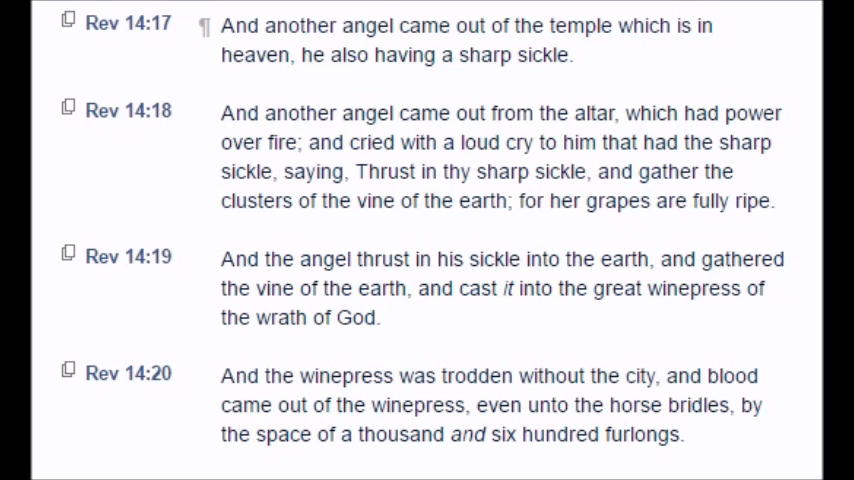 Rev 14:17 ¶ And another angel came out of the temple which is in
heaven, he also having a sharp sickle.
Rev 14:18 And another angel came out from the altar, which had power
over fire; and cried with a loud cry to him that had the sharp
sickle, saying, Thrust in thy sharp sickle, and gather the
clusters of the vine of the earth; for her grapes are fully ripe.
Rev 14:19 And the angel thrust in his sickle into the earth, and gathered
the vine of the earth, and cast it into the great winepress of
the wrath of God.
Rev 14:20 And the winepress was trodden without the city, and blood
came out of the winepress, even unto the horse bridles, by
the space of a thousand and six hundred furlongs.